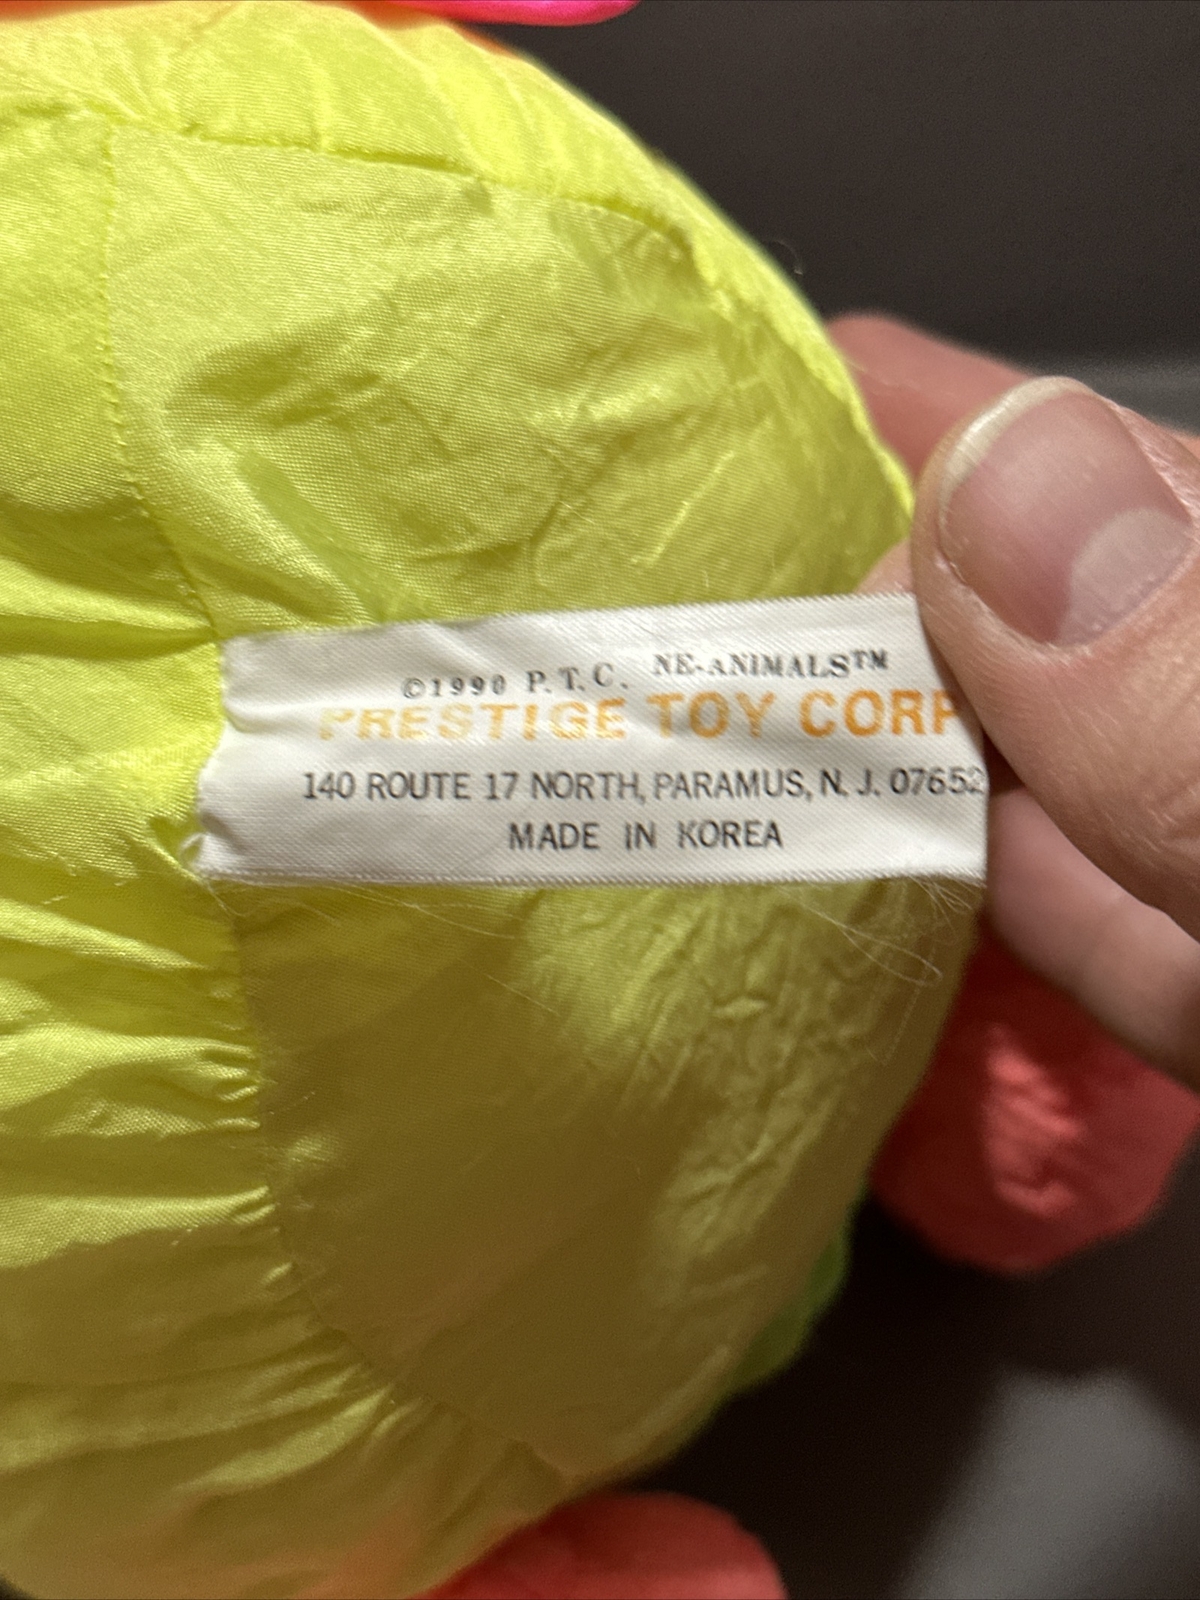 ©1990 P.T.C. NE-ANIMALS™
PRESTIGE TOY CORP
140 ROUTE 17 NORTH, PARAMUS, N.J. 07652
MADE IN KOREA